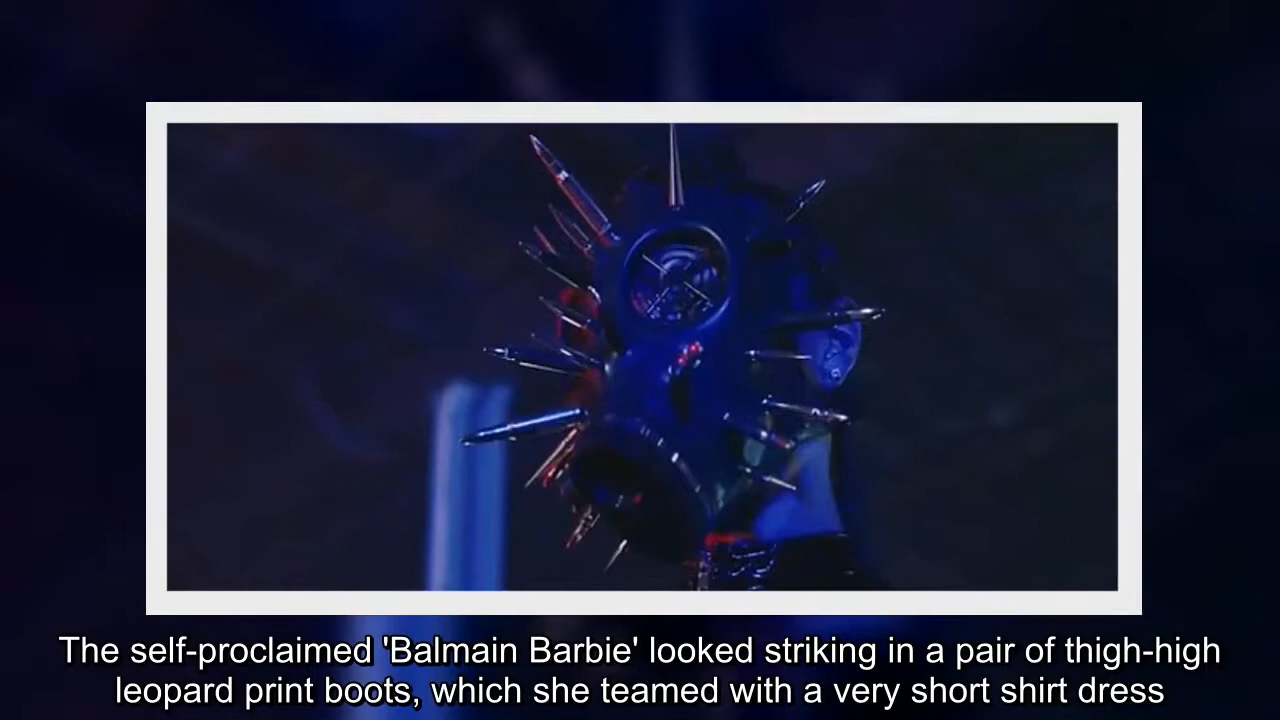 The self-proclaimed 'Balmain Barbie' looked striking in a pair of thigh-high
leopard print boots, which she teamed with a very short shirt dress